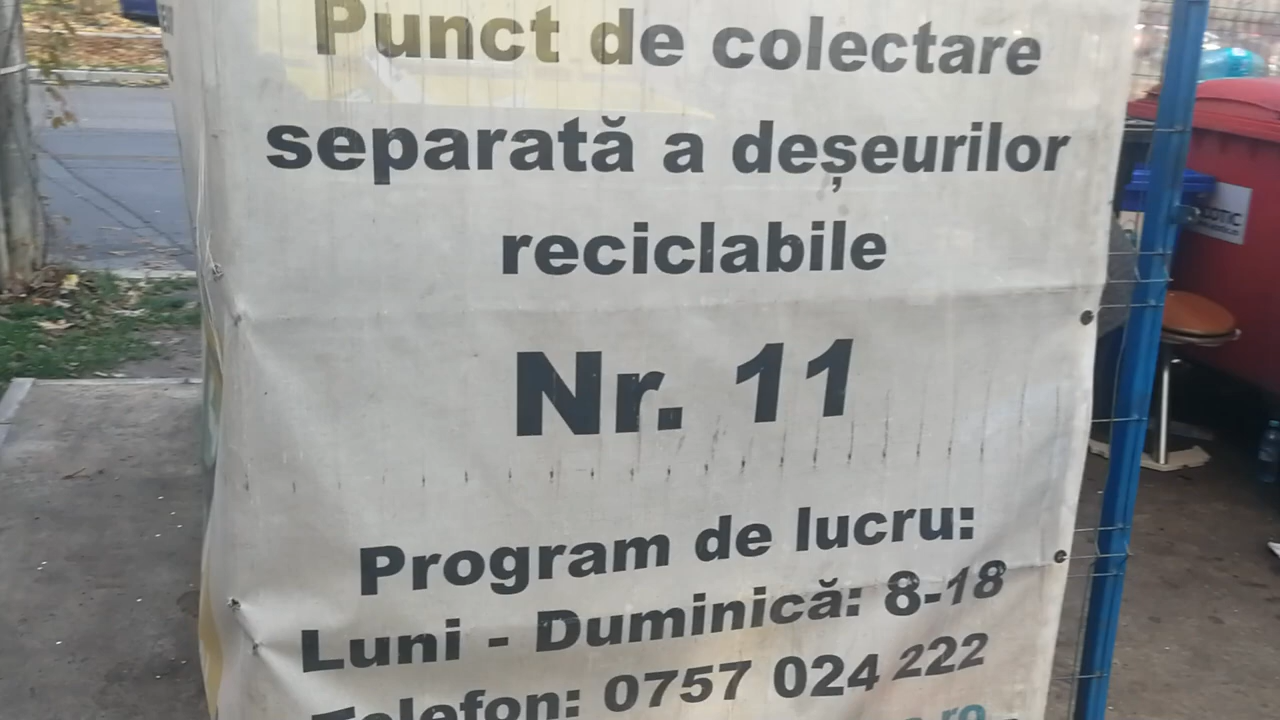 Punct de colectare
separată a deșeurilor
reciclabile
Nr. 11
Program de lucru:
Luni - Duminică: 8-18
Telefon: 0757 024 222